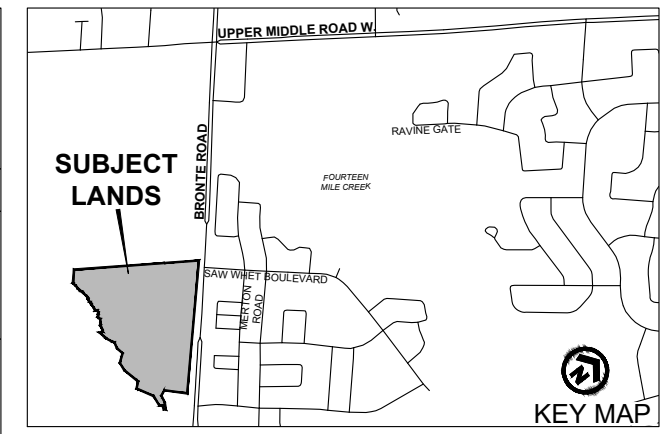 UPPER MIDDLE ROAD W.
RAVINE GATE
BRONTE ROAD
SUBJECT
LANDS
FOURTEEN
MILE CREEK
SAW WHET BOULEVARD
MERTON
ROAD
N
KEY MAP